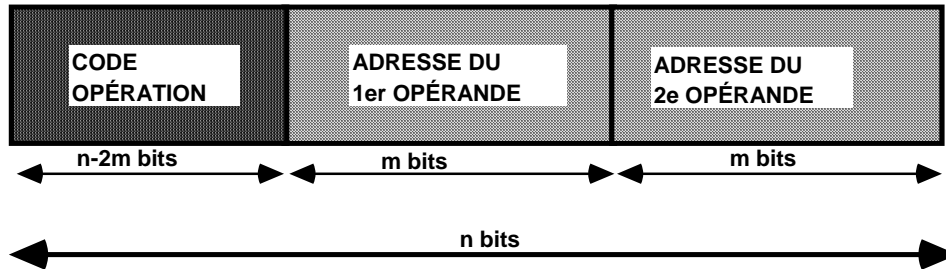 CODE
OPÉRATION
ADRESSE DU
1er OPÉRANDE
ADRESSE DU
2e OPÉRANDE
n-2m bits
m bits
m bits
n bits